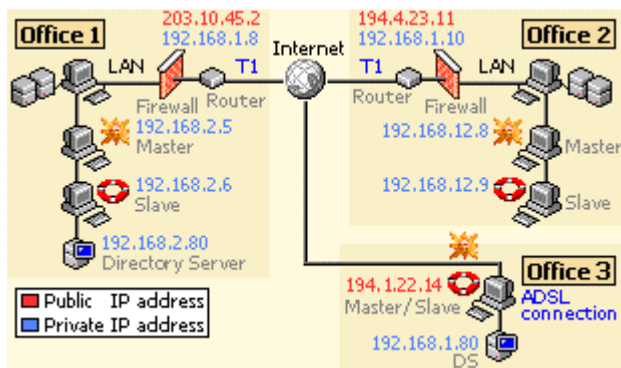 Office 1
203.10.45.2
192.168.1.8
LAN
T1
Firewall
Router
Internet
194.4.23.11
192.168.1.10
Office 2
T1
LAN
Router
Firewall
192.168.2.5
Master
192.168.2.6
Slave
192.168.2.80
Directory Server
192.168.12.8
Master
192.168.12.9
Slave
Office 3
194.1.22.14
Master/Slave
ADSL
connection
192.168.1.80
DS
Public IP address
Private IP address